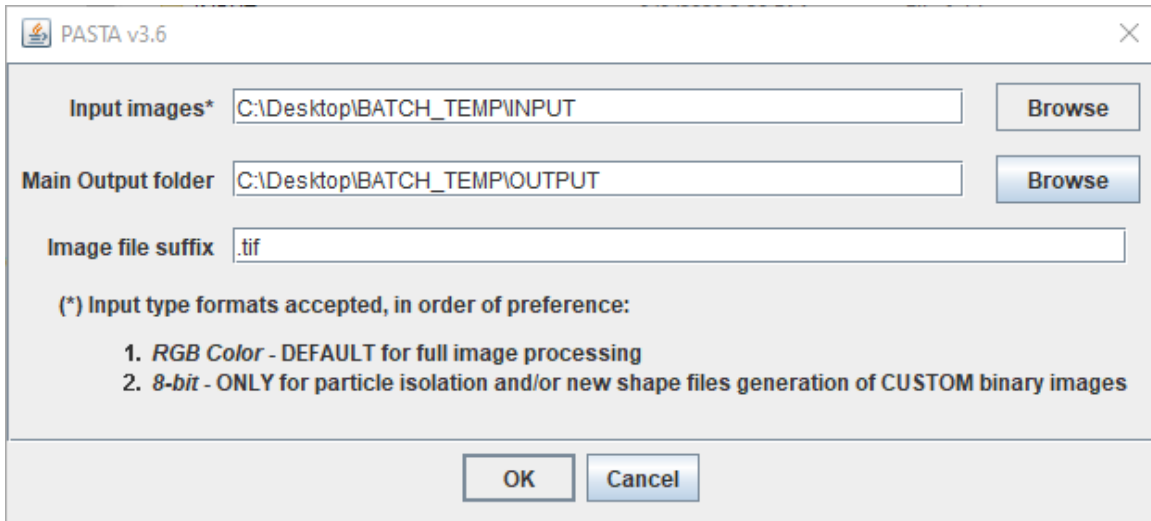 PASTA v3.6
Input images* C:\Desktop\BATCH_TEMP\INPUT Browse
Main Output folder C:\Desktop\BATCH_TEMP\OUTPUT Browse
Image file suffix .tif
(*) Input type formats accepted, in order of preference:
1. RGB Color - DEFAULT for full image processing
2. 8-bit - ONLY for particle isolation and/or new shape files generation of CUSTOM binary images
OK Cancel